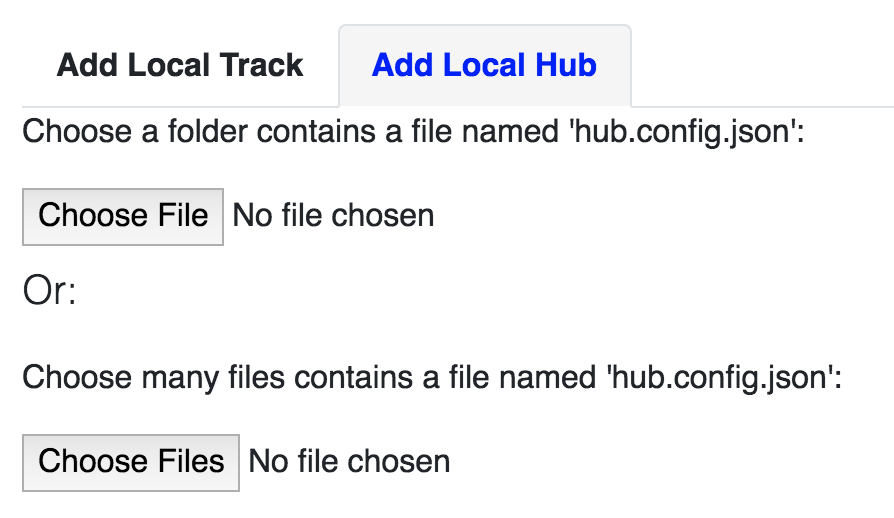 Add Local Track Add Local Hub
Choose a folder contains a file named 'hub.config.json':
Choose File No file chosen
Or:
Choose many files contains a file named 'hub.config.json':
Choose Files No file chosen